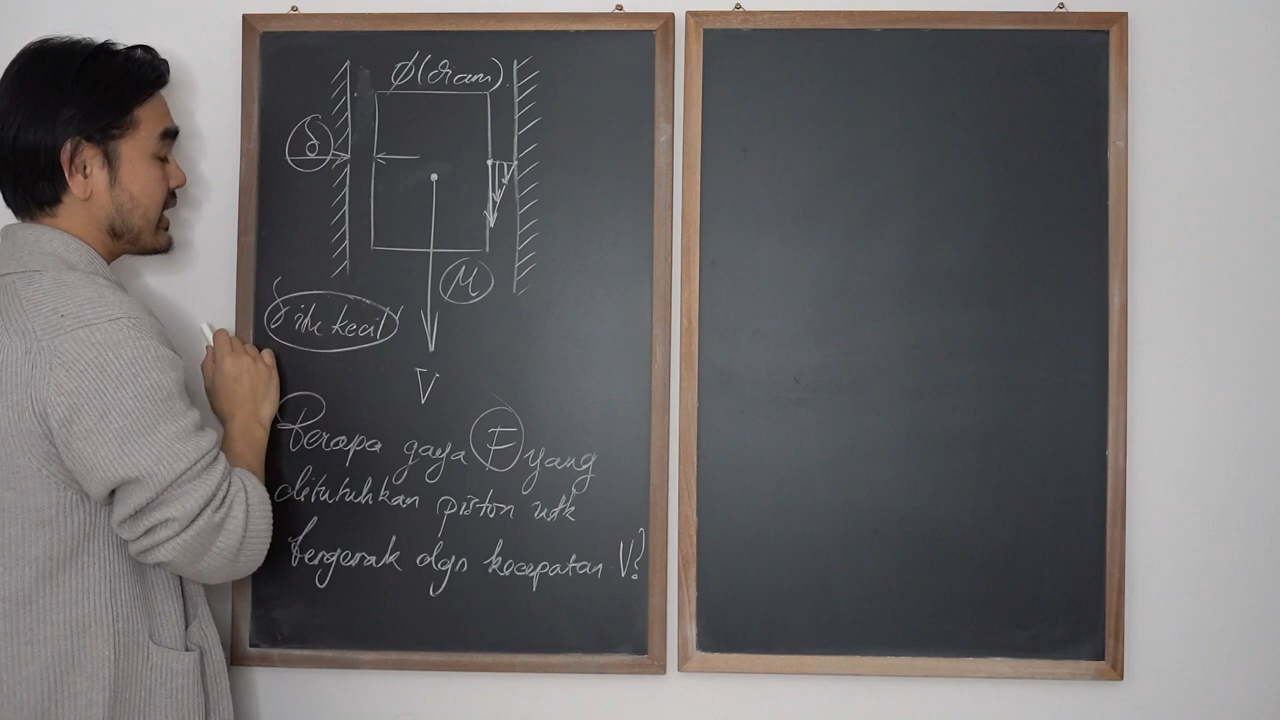 ϕ(diam)
δ
μ
δ itu kecil
V
Berapa gaya F yang
dibutuhkan piston utk
bergerak dgn kecepatan V?